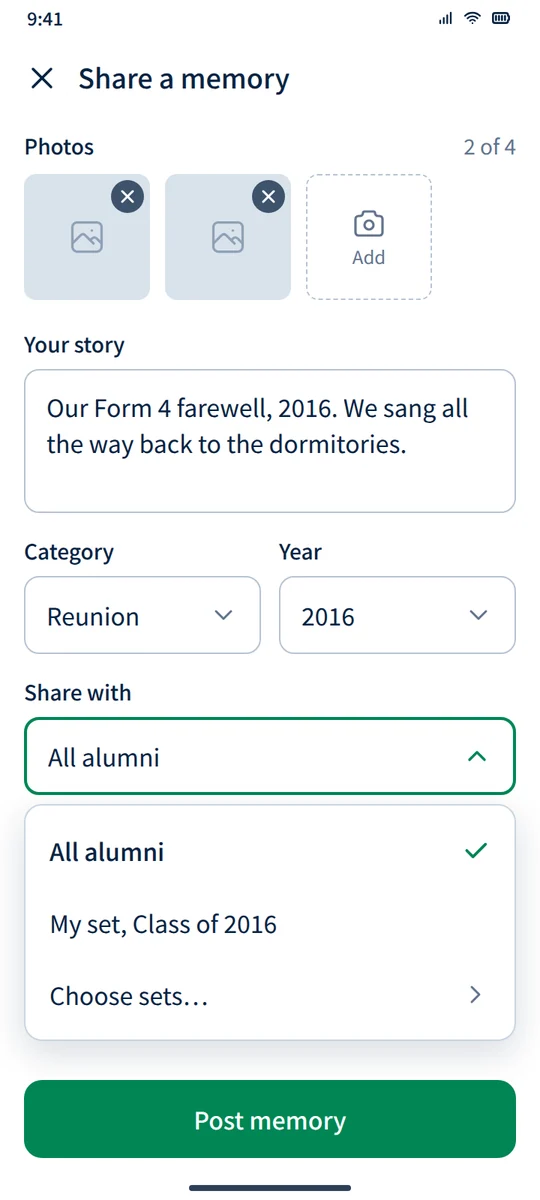 9:41
Share a memory
Photos
2 of 4
Add
Your story
Our Form 4 farewell, 2016. We sang all
the way back to the dormitories.
Category
Year
Reunion
2016
Share with
All alumni
All alumni
My set, Class of 2016
Choose sets…
Post memory